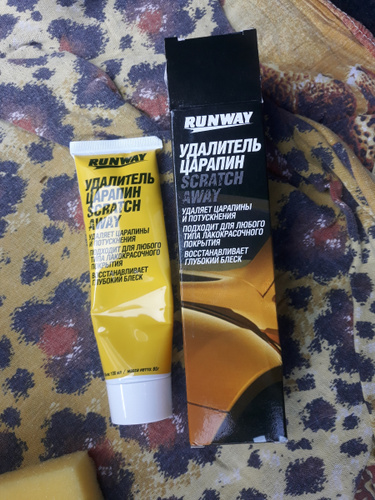 RUNWAY
УДАЛИТЕЛЬ
ЦАРАПИН
SCRATCH
AWAY
УДАЛЯЕТ ЦАРАПИНЫ
И ПОТУСКНЕНИЯ
ПОДХОДИТ ДЛЯ ЛЮБОГО
ТИПА ЛАКОКРАСОЧНОГО
ПОКРЫТИЯ
ВОССТАНАВЛИВАЕТ
ГЛУБОКИЙ БЛЕСК
RUNWAY
УДАЛИТЕЛЬ
ЦАРАПИН
SCRATCH
AWAY
УДАЛЯЕТ ЦАРАПИНЫ
И ПОТУСКНЕНИЯ
ПОДХОДИТ ДЛЯ ЛЮБОГО
ТИПА ЛАКОКРАСОЧНОГО
ПОКРЫТИЯ
ВОССТАНАВЛИВАЕТ
ГЛУБОКИЙ БЛЕСК